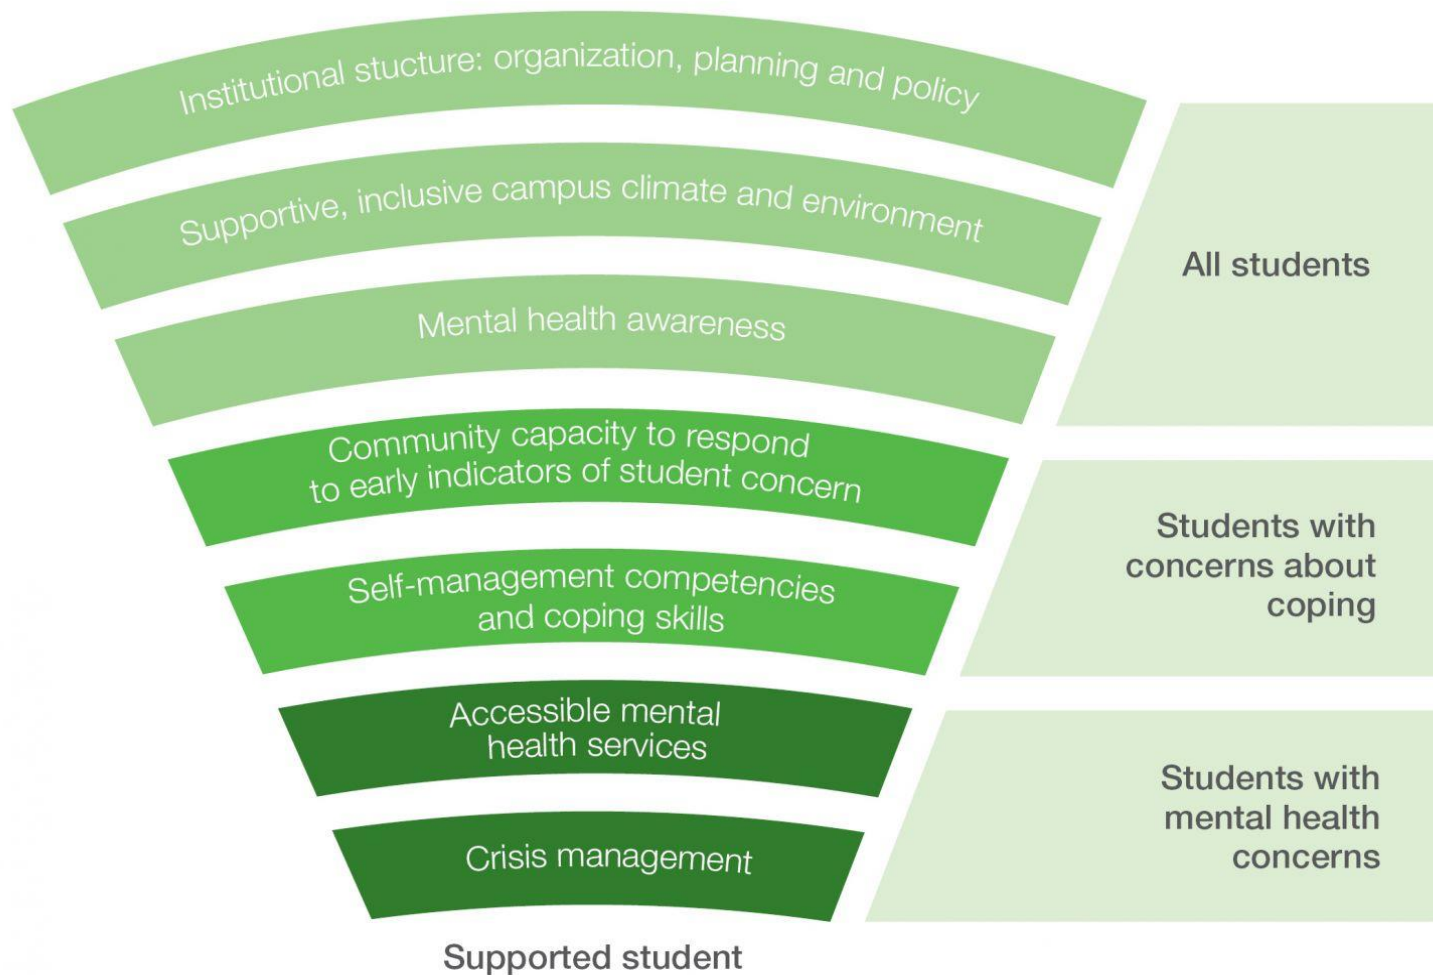 Institutional stucture: organization, planning and policy
Supportive, inclusive campus climate and environment
Mental health awareness
All students
Community capacity to respond
to early indicators of student concern
Self-management competencies
and coping skills
Students with
concerns about
coping
Accessible mental
health services
Crisis management
Students with
mental health
concerns
Supported student